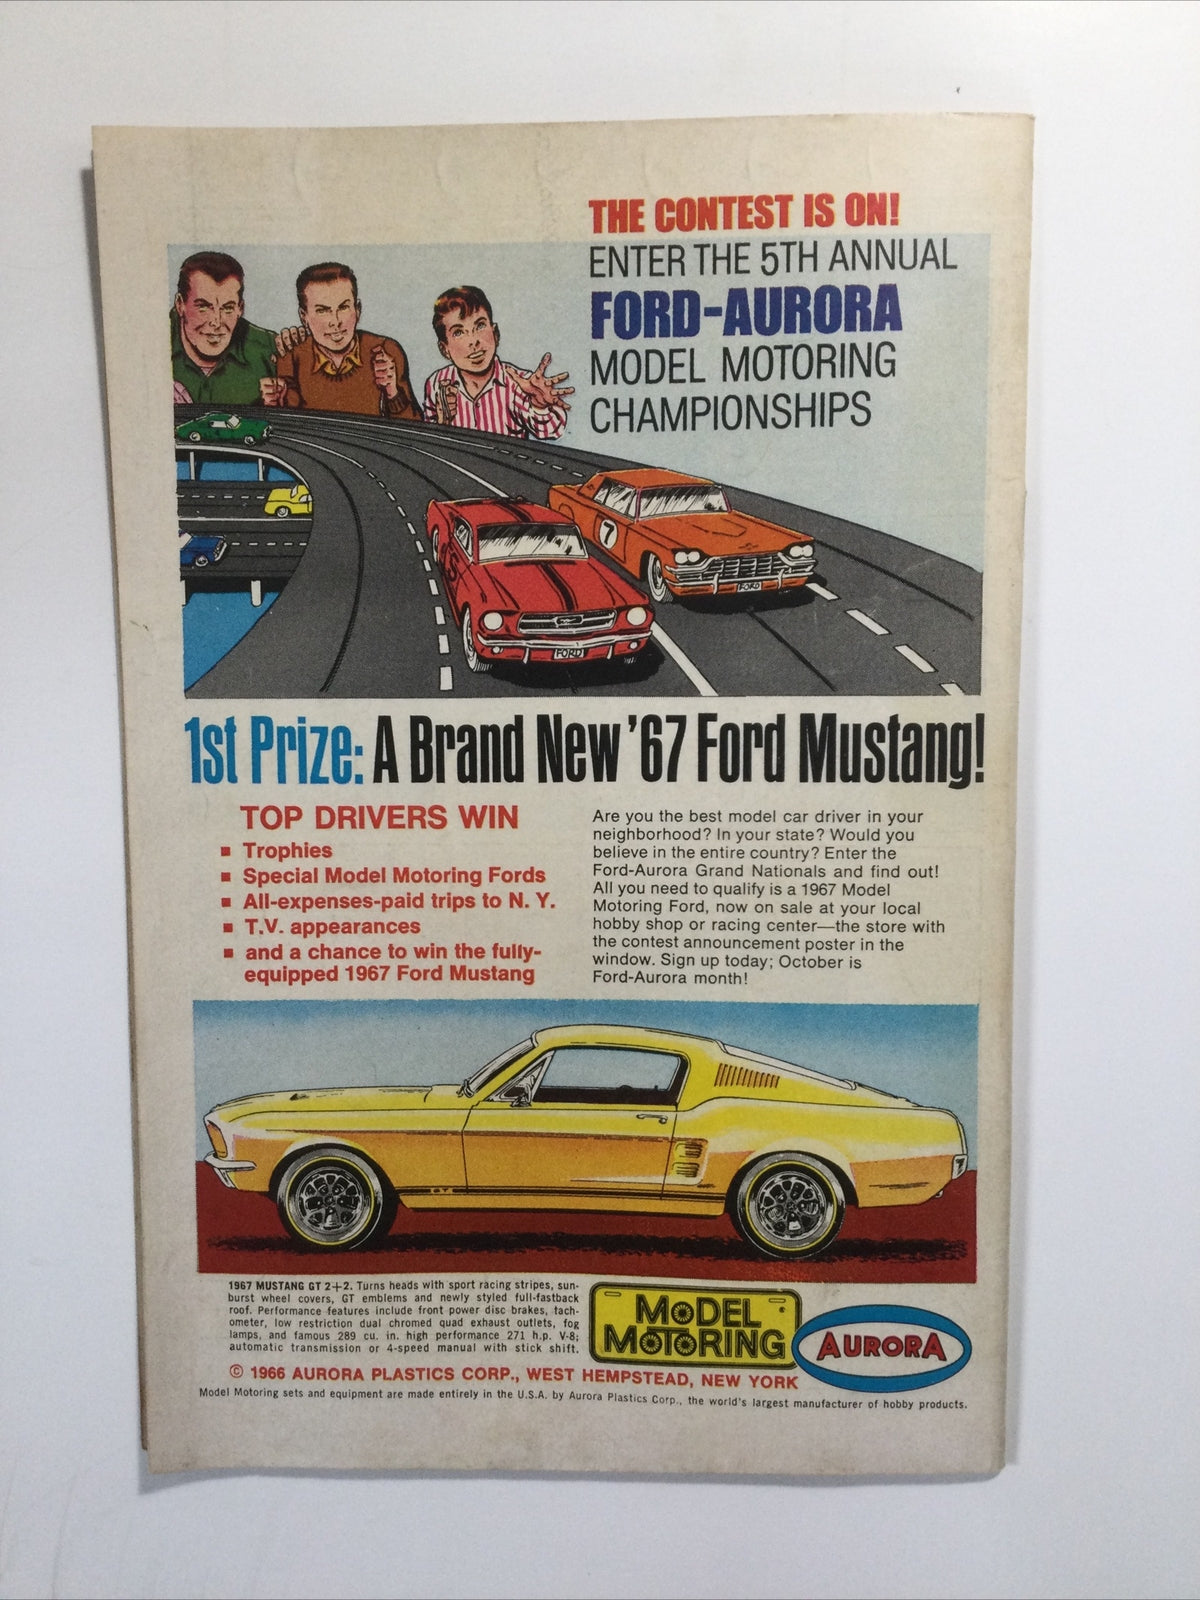 THE CONTEST IS ON!
ENTER THE 5TH ANNUAL
FORD-AURORA
MODEL MOTORING
CHAMPIONSHIPS
7
FORD
FORD
1st Prize: A Brand New '67 Ford Mustang!
TOP DRIVERS WIN
■ Trophies
■ Special Model Motoring Fords
■ All-expenses-paid trips to N. Y.
■ T.V. appearances
■ and a chance to win the fully-
equipped 1967 Ford Mustang
Are you the best model car driver in your
neighborhood? In your state? Would you
believe in the entire country? Enter the
Ford-Aurora Grand Nationals and find out!
All you need to qualify is a 1967 Model
Motoring Ford, now on sale at your local
hobby shop or racing center—the store with
the contest announcement poster in the
window. Sign up today; October is
Ford-Aurora month!
1967 MUSTANG GT 2+2. Turns heads with sport racing stripes, sun-
burst wheel covers, GT emblems and newly styled full-fastback
roof. Performance features include front power disc brakes, tach-
ometer, low restriction dual chromed quad exhaust outlets, fog
lamps, and famous 289 cu. in. high performance 271 h.p. V-8;
automatic transmission or 4-speed manual with stick shift.
MODEL
MOTORING
AURORA
© 1966 AURORA PLASTICS CORP., WEST HEMPSTEAD, NEW YORK
Model Motoring sets and equipment are made entirely in the U.S.A. by Aurora Plastics Corp., the world's largest manufacturer of hobby products.